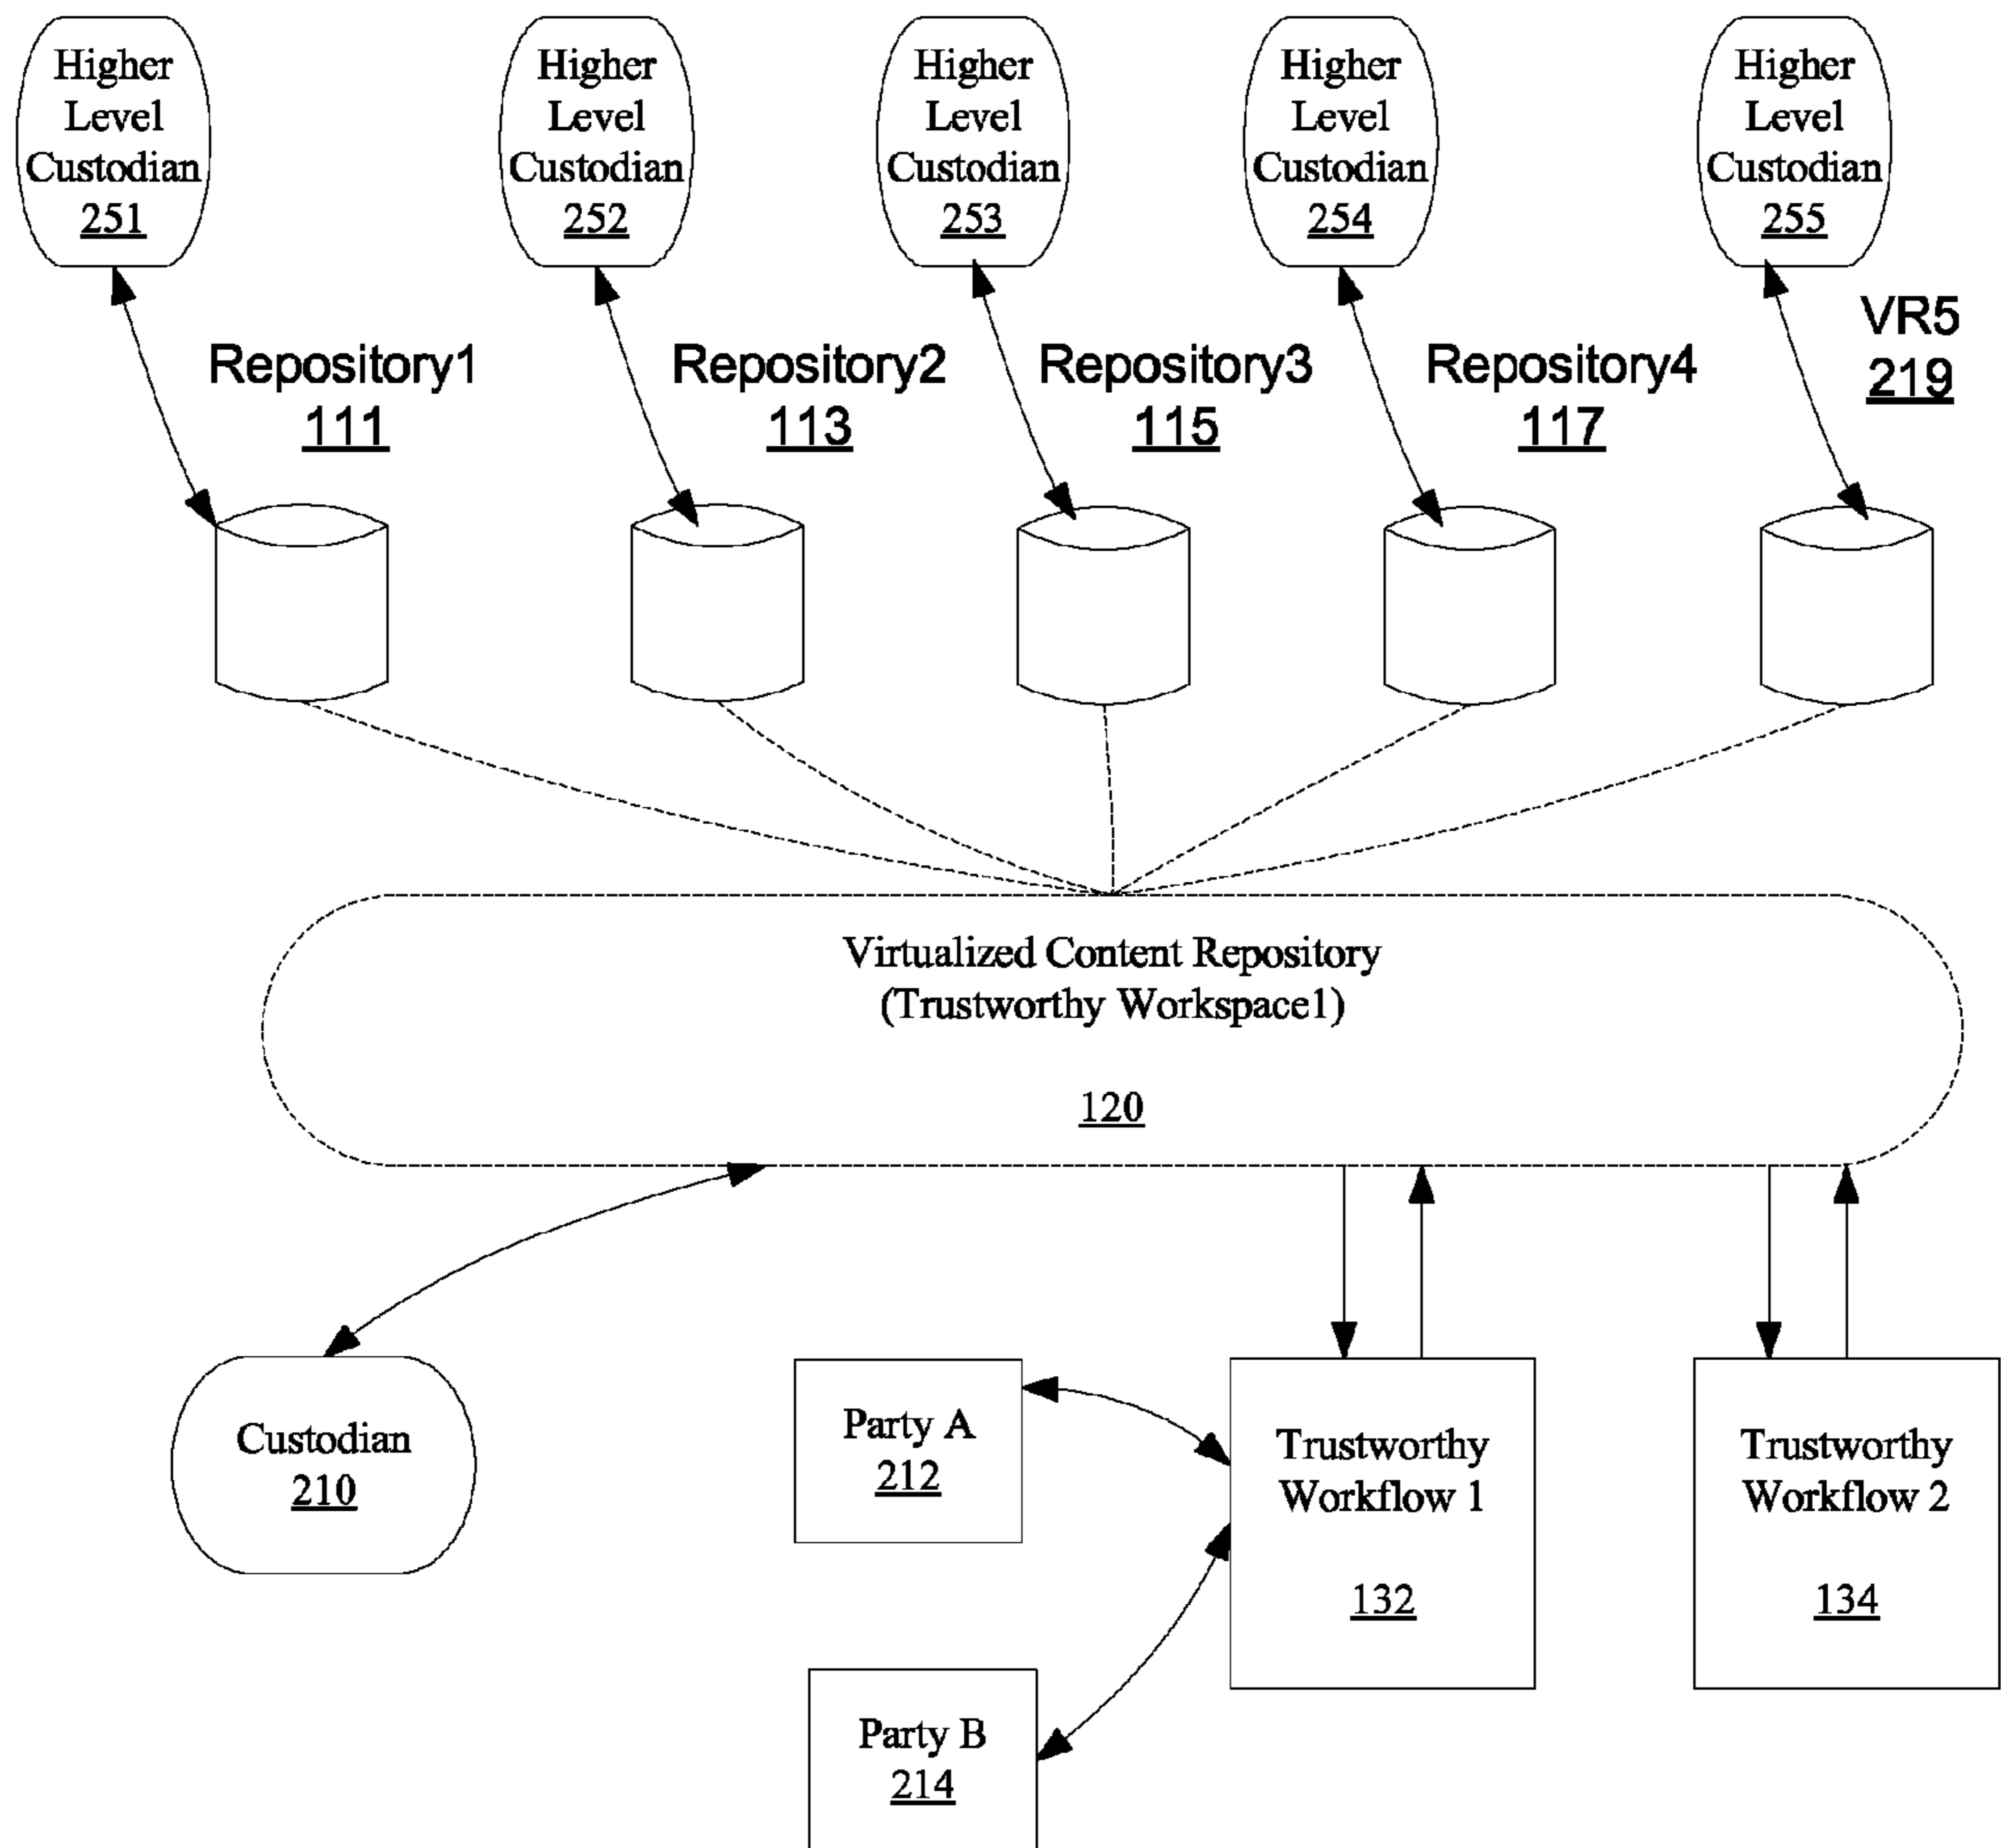 Higher
Level
Custodian
251
Higher
Level
Custodian
252
Higher
Level
Custodian
253
Higher
Level
Custodian
254
Higher
Level
Custodian
255
Repository1
111
Repository2
113
Repository3
115
Repository4
117
VR5
219
Virtualized Content Repository
(Trustworthy Workspace1)
120
Custodian
210
Party A
212
Trustworthy
Workflow 1
132
Trustworthy
Workflow 2
134
Party B
214